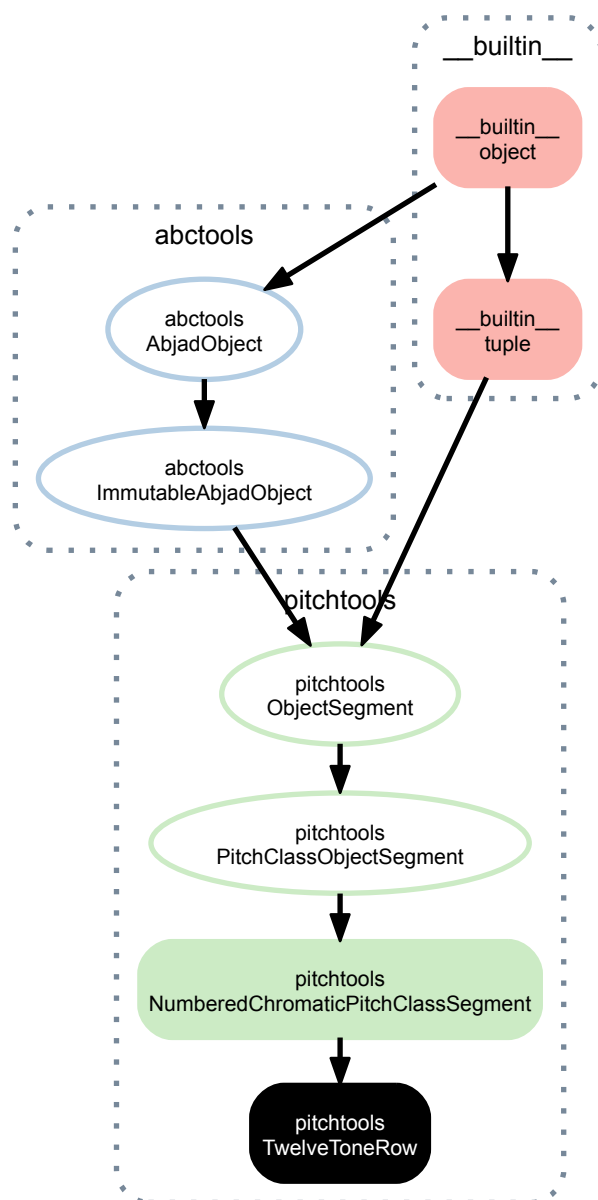 __builtin__
__builtin__
object
abctools
abctools
AbjadObject
__builtin__
tuple
abctools
ImmutableAbjadObject
pitchtools
pitchtools
ObjectSegment
pitchtools
PitchClassObjectSegment
pitchtools
NumberedChromaticPitchClassSegment
pitchtools
TwelveToneRow